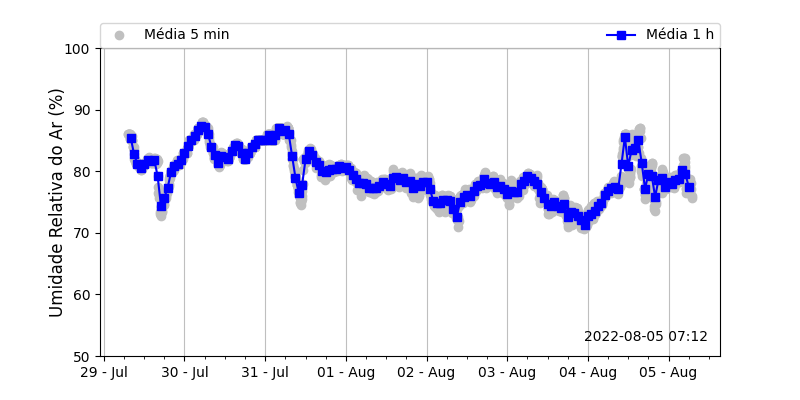 Média 5 min
Média 1 h
Umidade Relativa do Ar (%)
100
90
80
70
60
50
2022-08-05 07:12
29 - Jul
30 - Jul
31 - Jul
01 - Aug
02 - Aug
03 - Aug
04 - Aug
05 - Aug